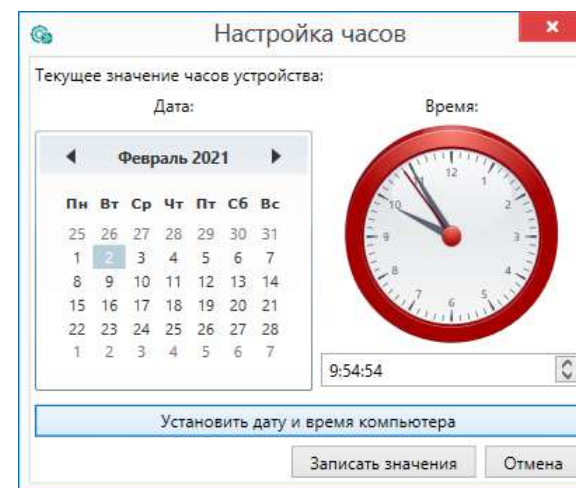 Настройка часов
Текущее значение часов устройства:
Дата: Время:
Февраль 2021
Пн Вт Ср Чт Пт Сб Вс
25 26 27 28 29 30 31
1 2 3 4 5 6 7
8 9 10 11 12 13 14
15 16 17 18 19 20 21
22 23 24 25 26 27 28
1 2 3 4 5 6 7
12
11 1
10 2
9 3
8 4
7 5
6
9:54:54
Установить дату и время компьютера
Записать значения Отмена